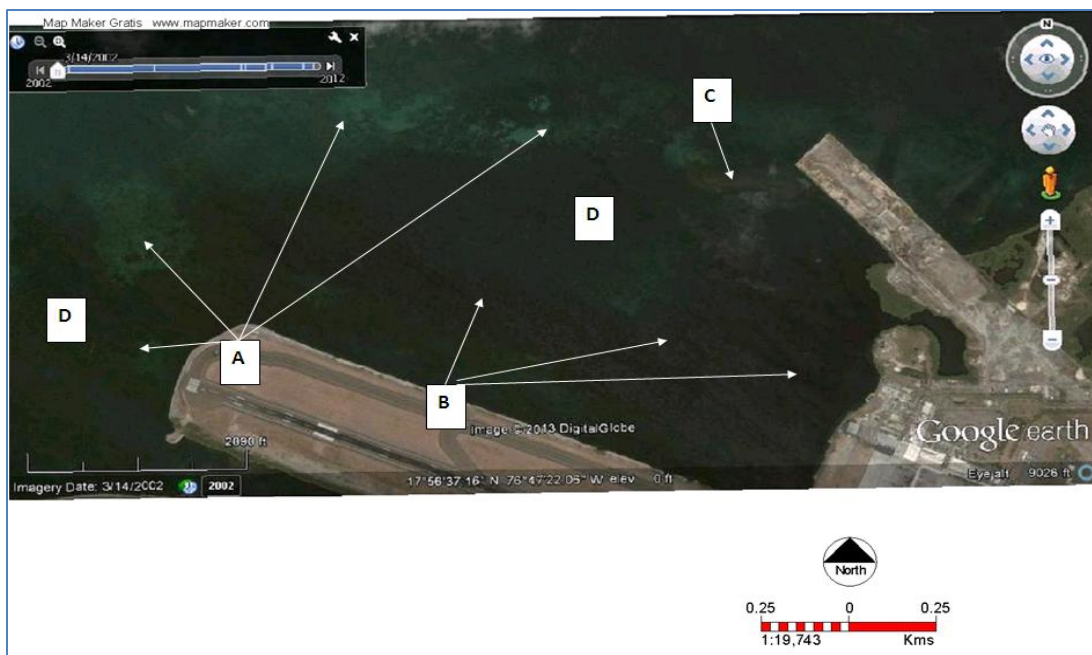 Map Maker Gratis www.mapmaker.com
3/14/2002
2002
2012
N
C
D
D
A
B
Image © 2013 DigitalGlobe
Google earth
2090 ft
Imagery Date: 3/14/2002
2002
17°56'37.16" N 76°47'22.06" W elev 0 ft
Eye alt 9026 ft
North
0.25 0 0.25
1:19,743 Kms